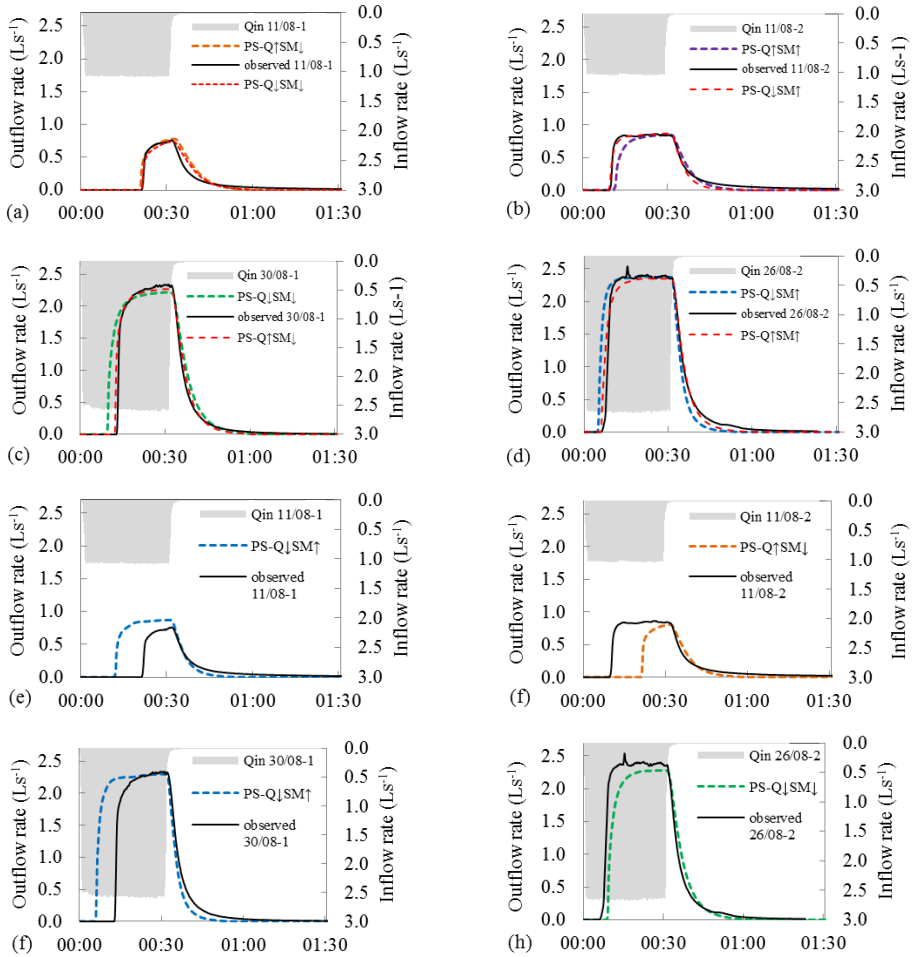 Outflow rate (Ls⁻¹)
2.5
2.0
1.5
1.0
0.5
0.0
Qin 11/08-1
PS-Q↑SM↓
observed 11/08-1
PS-Q↓SM↓
0.0
0.5
1.0
1.5
2.0
2.5
3.0
Inflow rate (Ls-1)
00:00 00:30 01:00 01:30
(a)
Outflow rate (Ls⁻¹)
2.5
2.0
1.5
1.0
0.5
0.0
Qin 11/08-2
PS-Q↑SM↑
observed 11/08-2
PS-Q↓SM↑
0.0
0.5
1.0
1.5
2.0
2.5
3.0
Inflow rate (Ls-1)
00:00 00:30 01:00 01:30
(b)
Outflow rate (Ls⁻¹)
2.5
2.0
1.5
1.0
0.5
0.0
Qin 30/08-1
PS-Q↓SM↓
observed 30/08-1
PS-Q↑SM↓
0.0
0.5
1.0
1.5
2.0
2.5
3.0
Inflow rate (Ls-1)
00:00 00:30 01:00 01:30
(c)
Outflow rate (Ls⁻¹)
2.5
2.0
1.5
1.0
0.5
0.0
Qin 26/08-2
PS-Q↓SM↑
observed 26/08-2
PS-Q↑SM↑
0.0
0.5
1.0
1.5
2.0
2.5
3.0
Inflow rate (Ls⁻¹)
00:00 00:30 01:00 01:30
(d)
Outflow rate (Ls⁻¹)
2.5
2.0
1.5
1.0
0.5
0.0
Qin 11/08-1
PS-Q↓SM↑
observed
11/08-1
0.0
0.5
1.0
1.5
2.0
2.5
3.0
Inflow rate (Ls⁻¹)
00:00 00:30 01:00 01:30
(e)
Outflow rate (Ls⁻¹)
2.5
2.0
1.5
1.0
0.5
0.0
Qin 11/08-2
PS-Q↑SM↓
observed
11/08-2
0.0
0.5
1.0
1.5
2.0
2.5
3.0
Inflow rate (Ls⁻¹)
00:00 00:30 01:00 01:30
(f)
Outflow rate (Ls⁻¹)
2.5
2.0
1.5
1.0
0.5
0.0
Qin 30/08-1
PS-Q↓SM↑
observed
30/08-1
0.0
0.5
1.0
1.5
2.0
2.5
3.0
Inflow rate (Ls⁻¹)
00:00 00:30 01:00 01:30
(f)
Outflow rate (Ls⁻¹)
2.5
2.0
1.5
1.0
0.5
0.0
Qin 26/08-2
PS-Q↓SM↓
observed
26/08-2
0.0
0.5
1.0
1.5
2.0
2.5
3.0
Inflow rate (Ls⁻¹)
00:00 00:30 01:00 01:30
(h)